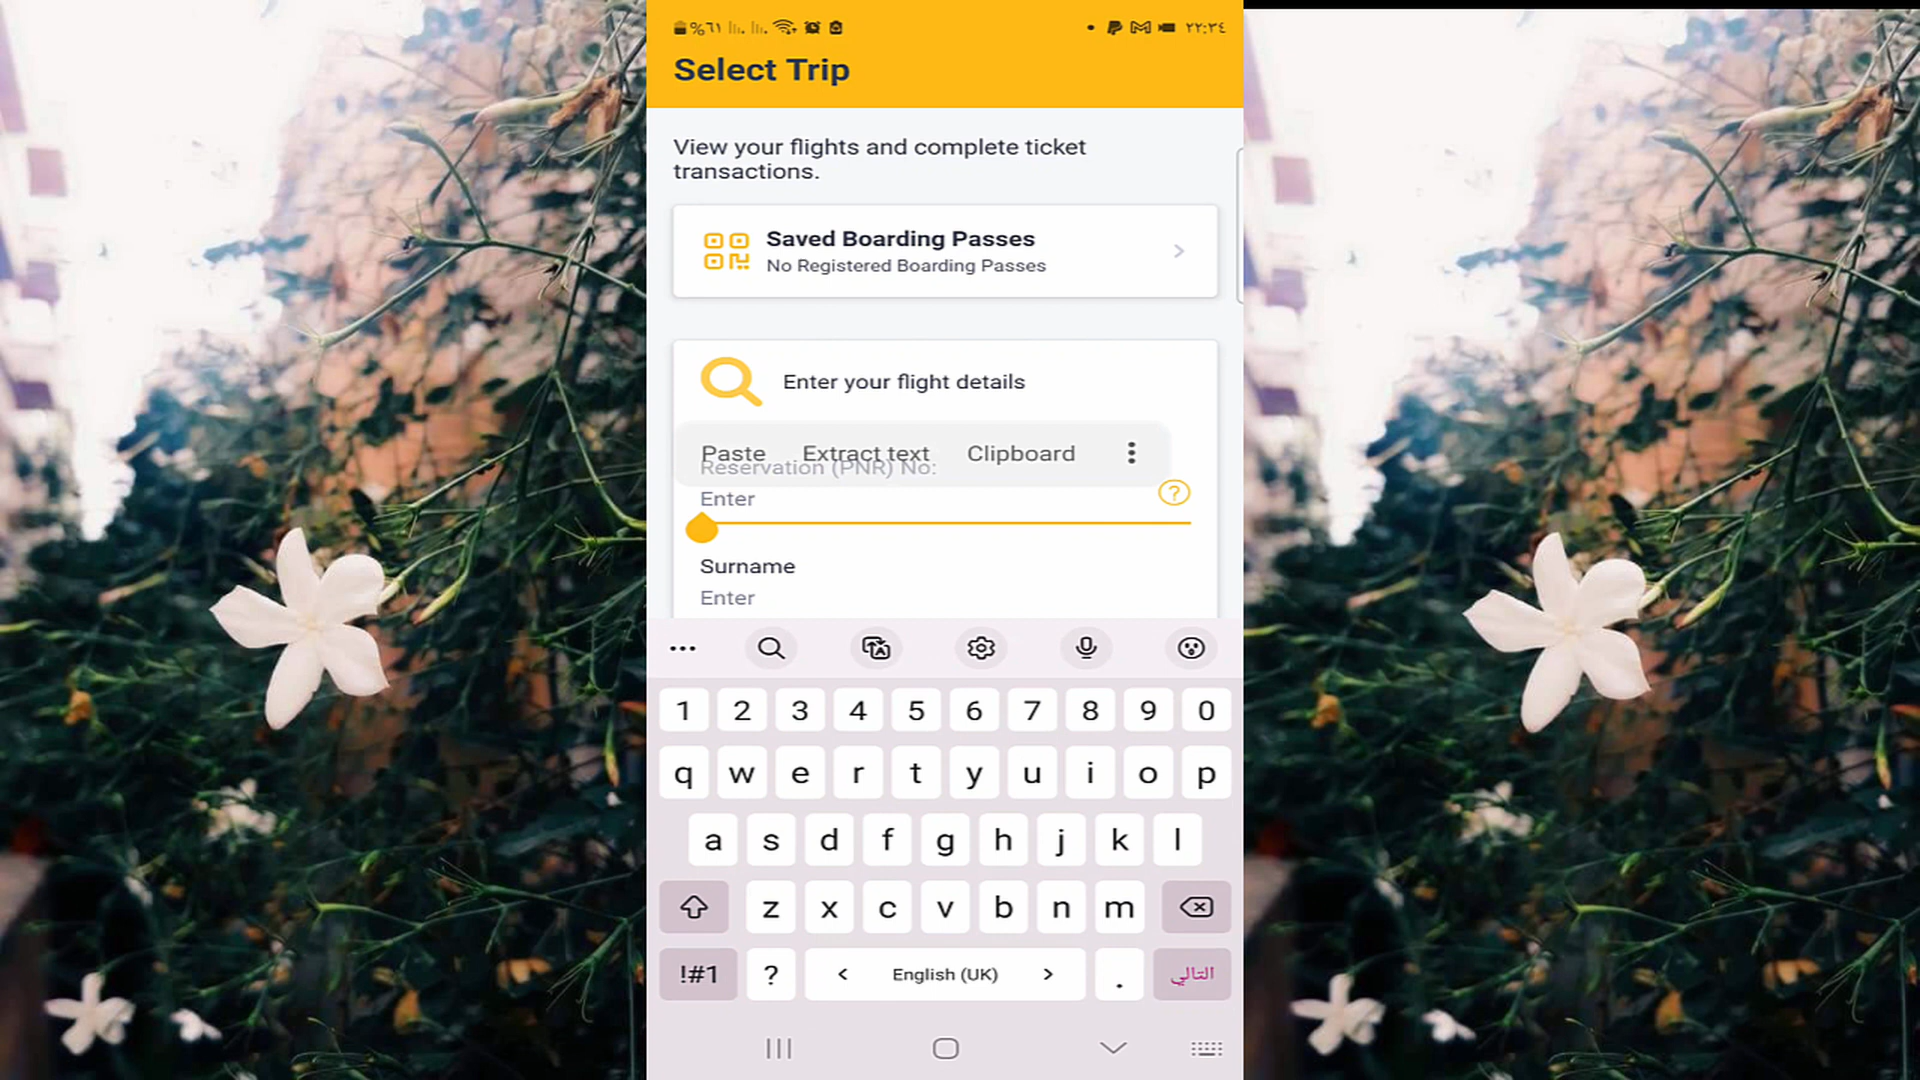 %٦١ ٢٢:٣٤
Select Trip
View your flights and complete ticket
transactions.
Saved Boarding Passes
No Registered Boarding Passes
Enter your flight details
Paste Extract text Clipboard
Reservation (PNR) No:
Enter
?
Surname
Enter
1 2 3 4 5 6 7 8 9 0
q w e r t y u i o p
a s d f g h j k l
z x c v b n m
!#1 ? < English (UK) > . التالي